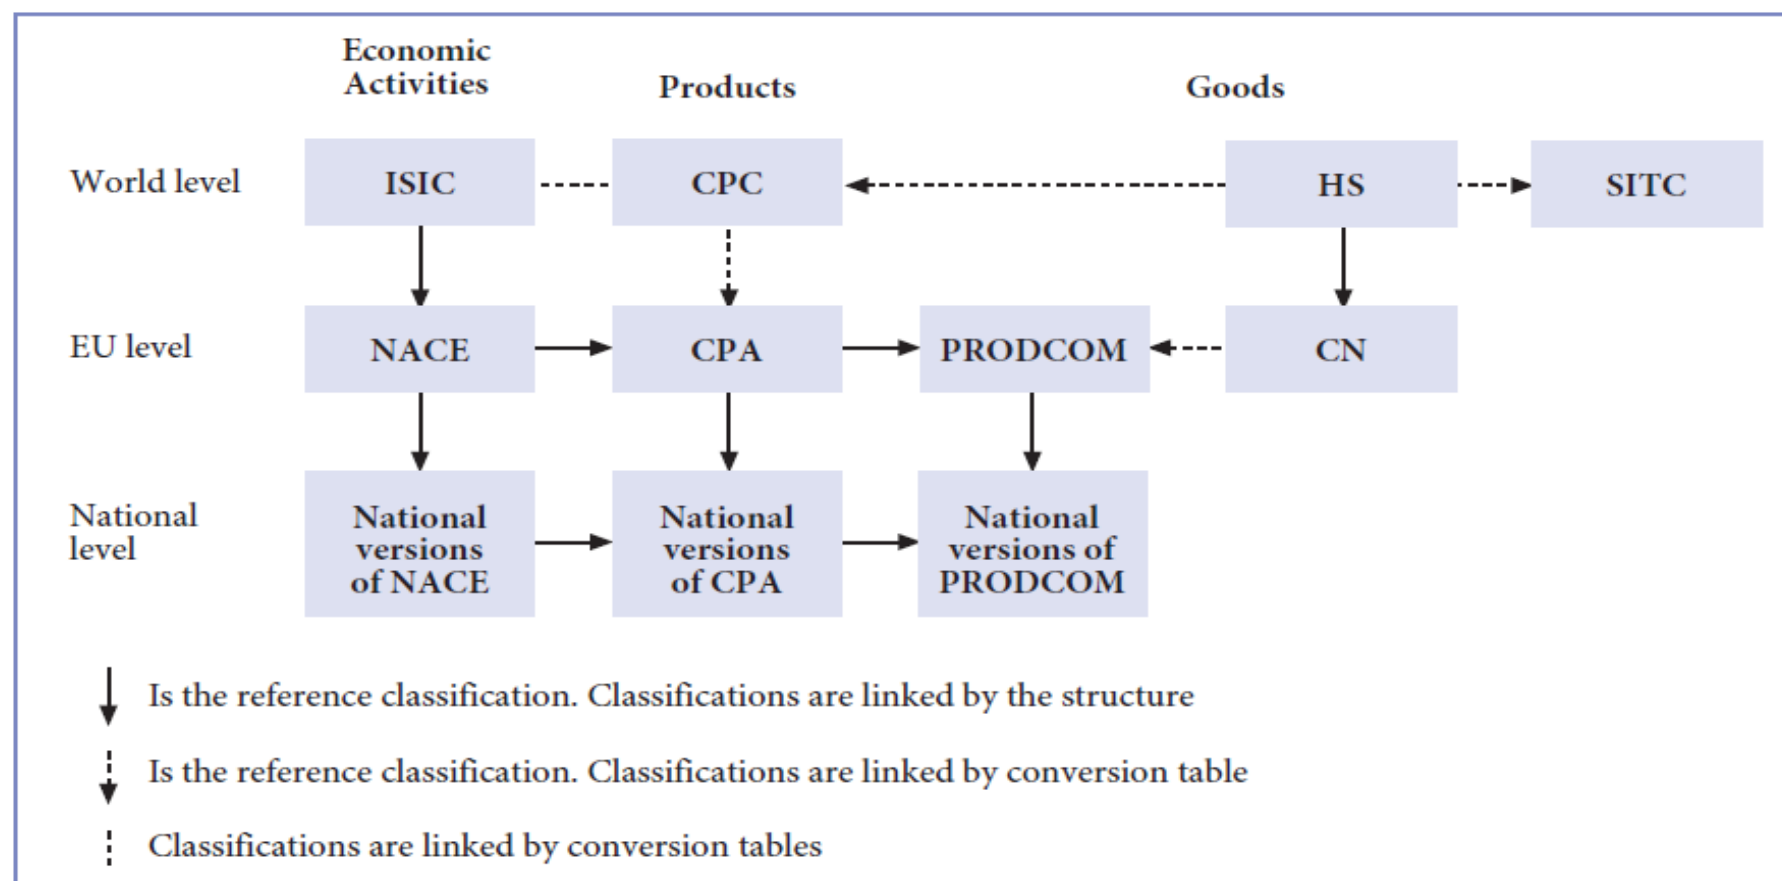 Economic
Activities
Products
Goods
World level
ISIC
CPC
HS
SITC
EU level
NACE
CPA
PRODCOM
CN
National
level
National
versions
of NACE
National
versions
of CPA
National
versions of
PRODCOM
Is the reference classification. Classifications are linked by the structure
Is the reference classification. Classifications are linked by conversion table
Classifications are linked by conversion tables